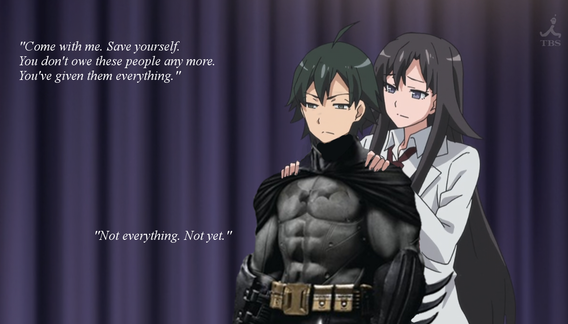 "Come with me. Save yourself.
You don't owe these people any more.
You've given them everything."
"Not everything. Not yet."
TBS